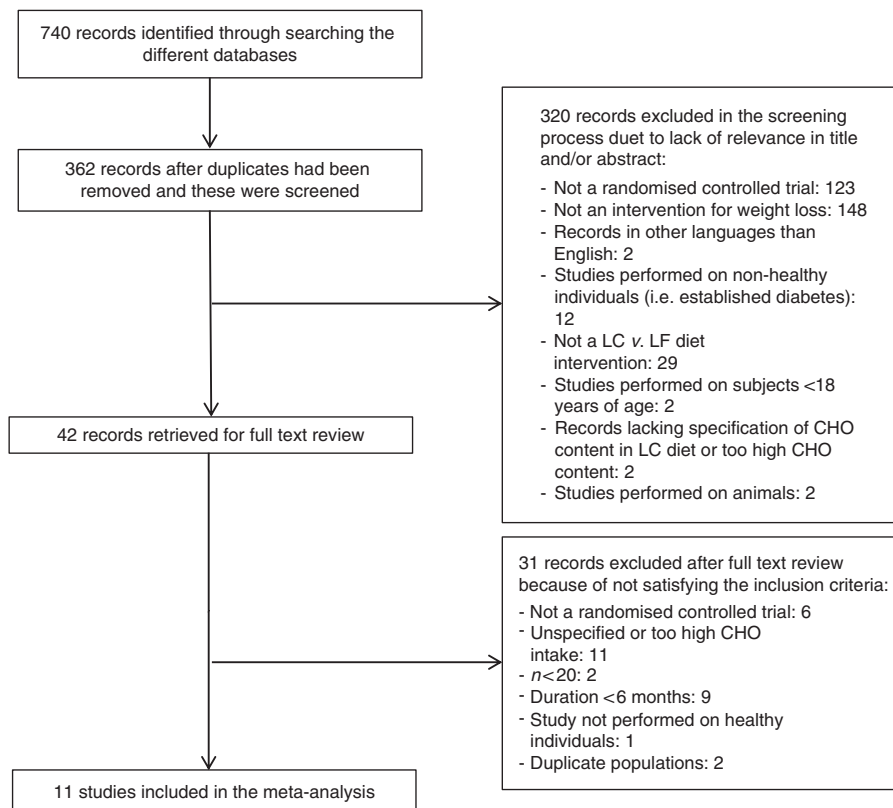 740 records identified through searching the
different databases
362 records after duplicates had been
removed and these were screened
320 records excluded in the screening
process duet to lack of relevance in title
and/or abstract:
- Not a randomised controlled trial: 123
- Not an intervention for weight loss: 148
- Records in other languages than
English: 2
- Studies performed on non-healthy
individuals (i.e. established diabetes):
12
- Not a LC v. LF diet
intervention: 29
- Studies performed on subjects <18
years of age: 2
- Records lacking specification of CHO
content in LC diet or too high CHO
content: 2
- Studies performed on animals: 2
42 records retrieved for full text review
31 records excluded after full text review
because of not satisfying the inclusion criteria:
- Not a randomised controlled trial: 6
- Unspecified or too high CHO
intake: 11
- n<20: 2
- Duration <6 months: 9
- Study not performed on healthy
individuals: 1
- Duplicate populations: 2
11 studies included in the meta-analysis